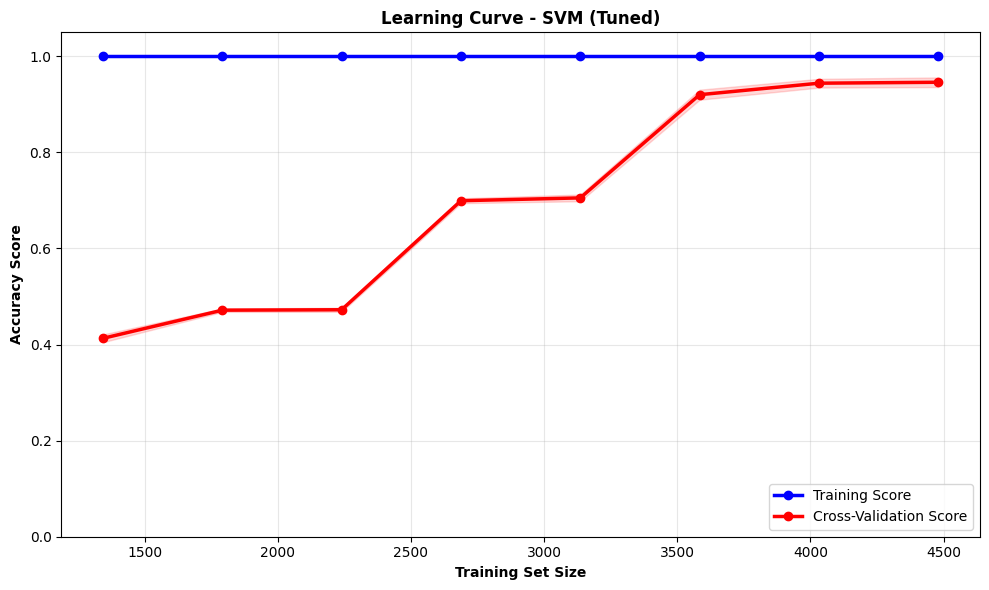 Learning Curve - SVM (Tuned)
Accuracy Score
1.0
0.8
0.6
0.4
0.2
0.0
1500 2000 2500 3000 3500 4000 4500
Training Set Size
Training Score
Cross-Validation Score